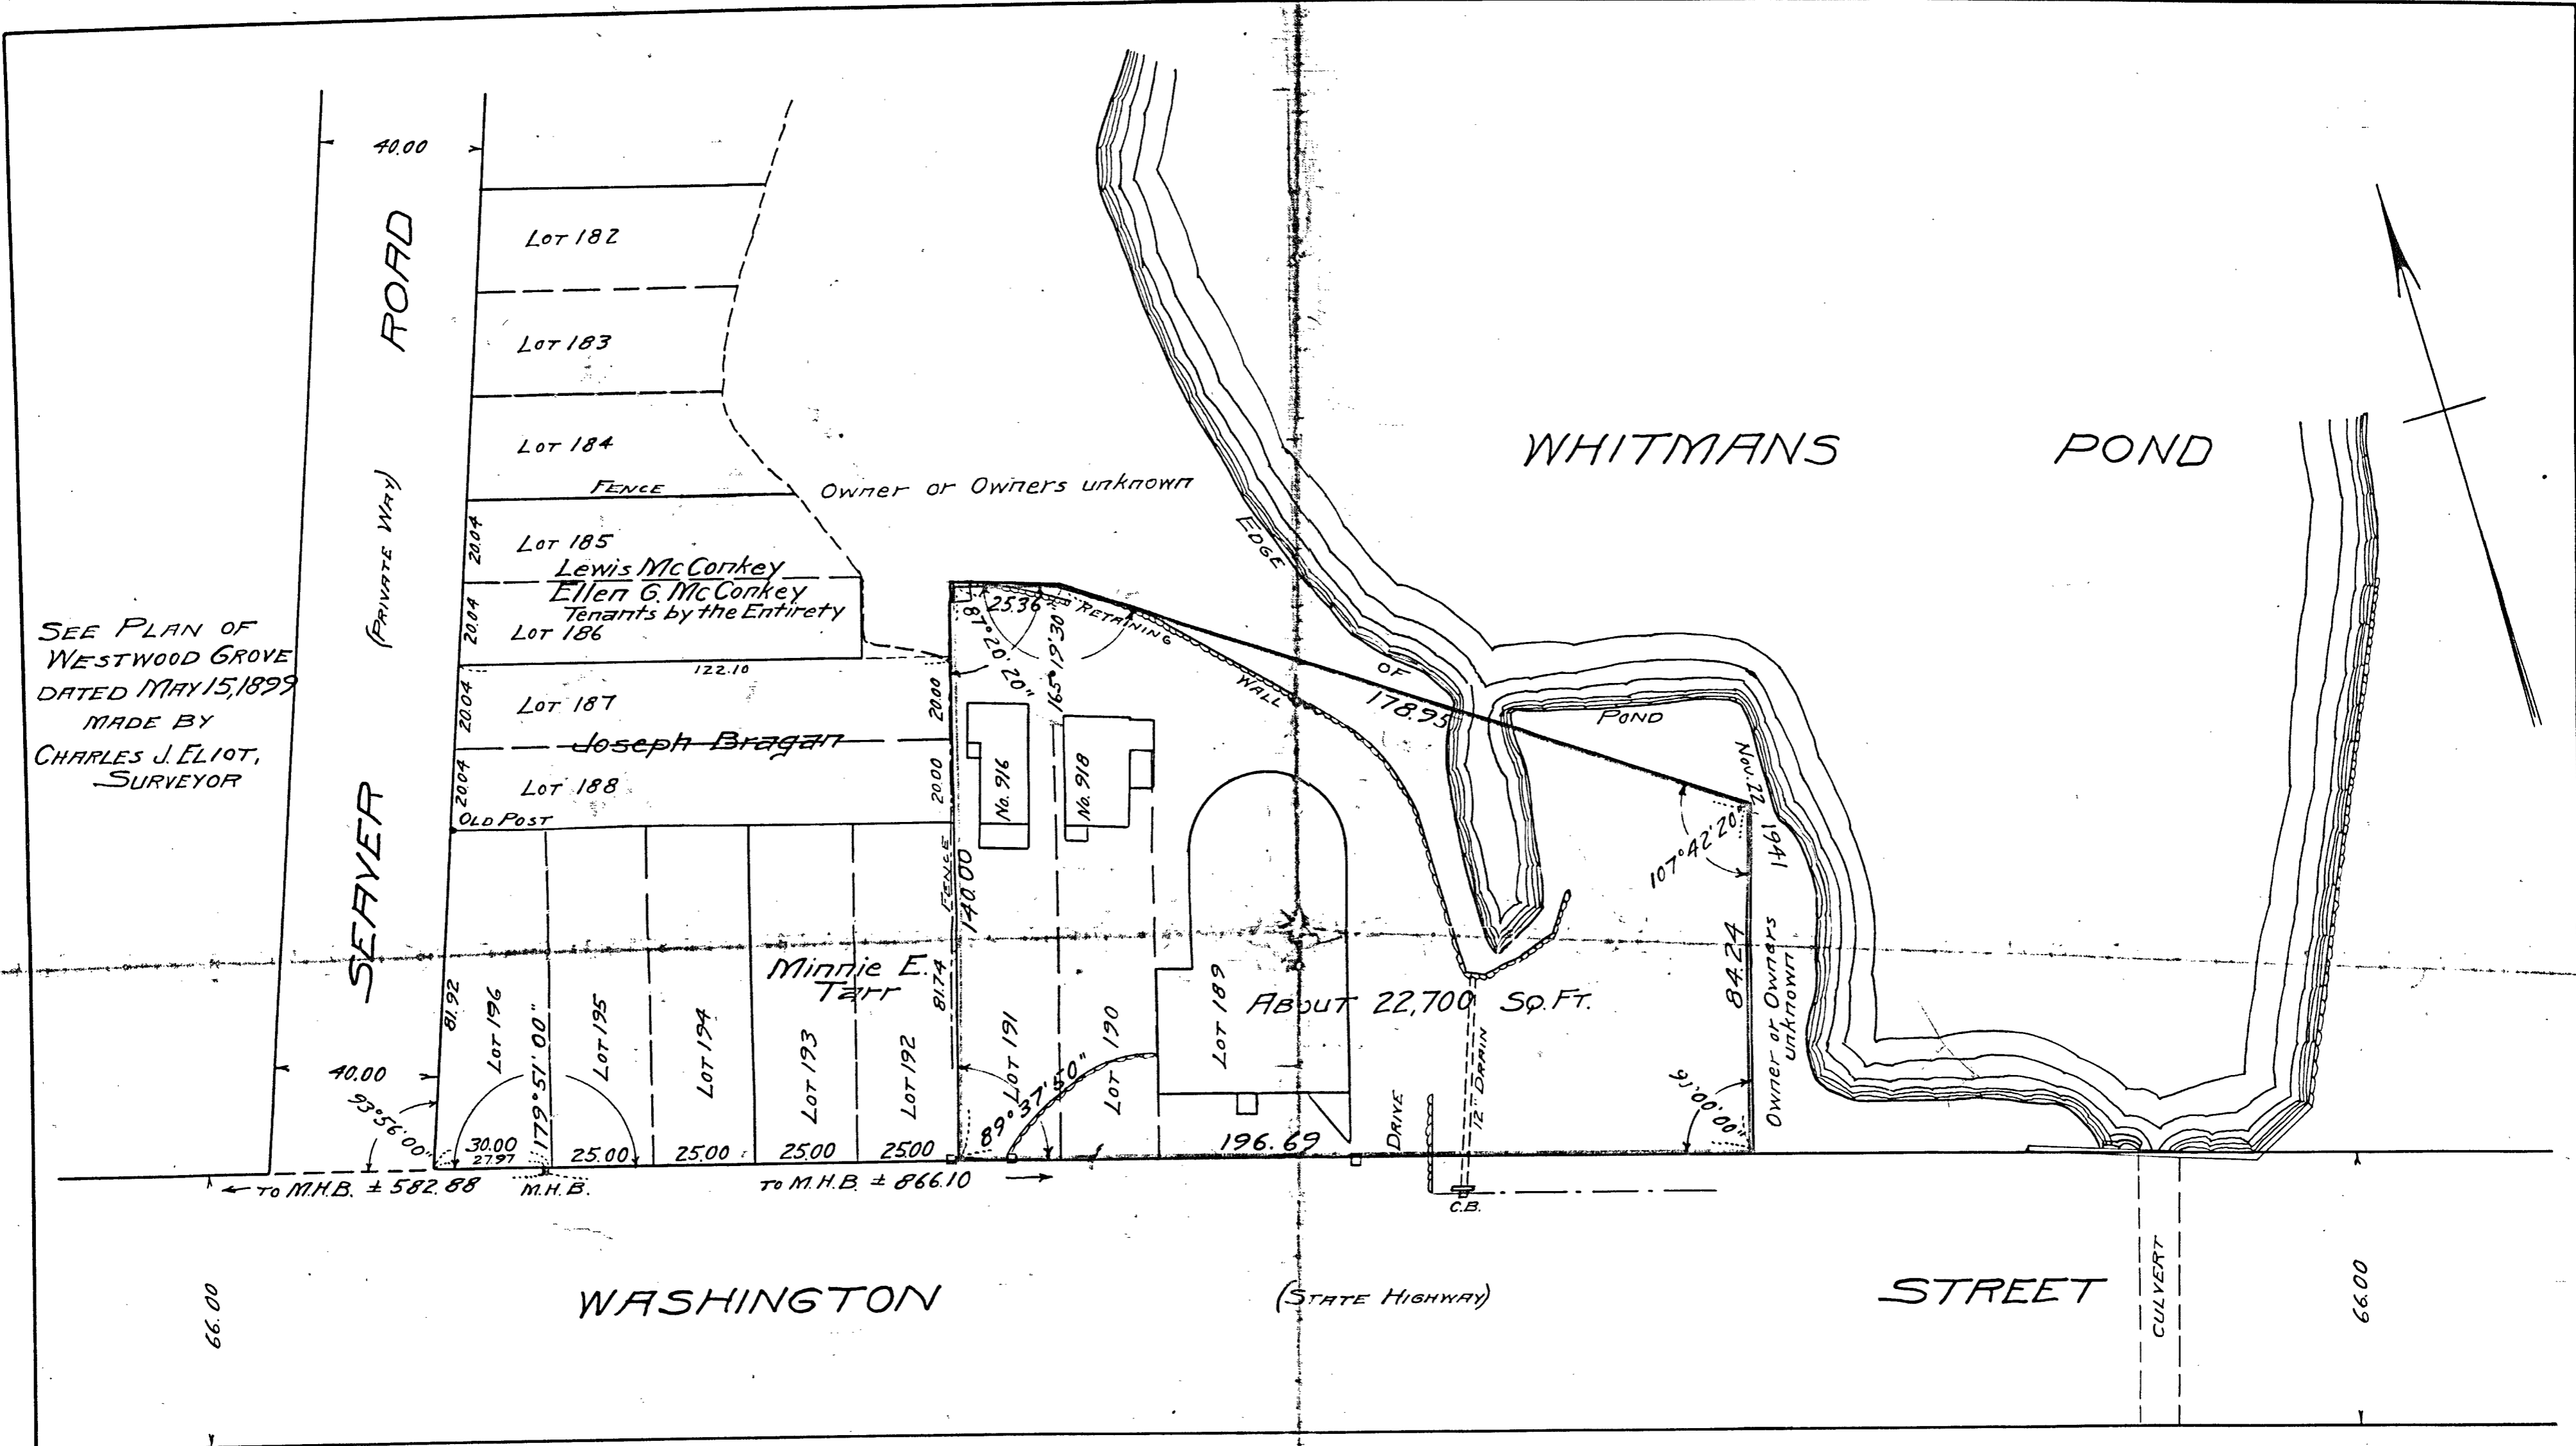 40.00
ROAD
(PRIVATE WAY)
SEAVER
LOT 182
LOT 183
LOT 184
FENCE
Owner or Owners unknown
WHITMANS POND
20.04
LOT 185
Lewis McConkey
Ellen G. McConkey
Tenants by the Entirety
20.04
LOT 186
122.10
20.04
LOT 187
20.00
Joseph Bragan
20.04
LOT 188
20.00
OLD POST
SEE PLAN OF
WESTWOOD GROVE
DATED MAY 15, 1899
MADE BY
CHARLES J. ELIOT,
SURVEYOR
25.36
87°20'20"
165°19'30"
RETAINING
WALL
EDGE
OF
POND
178.95
Nov. 22 1941
No. 916
No. 918
FENCE
140.00
107°42'20"
84.24
Owner or Owners
unknown
91°00'00"
Minnie E.
Tarr
81.74
81.92
LOT 196
179°51'00"
LOT 195
LOT 194
LOT 193
LOT 192
LOT 191
LOT 190
LOT 189
ABOUT 22,700 SQ.FT.
12" DRAIN
DRIVE
40.00
93°56'00"
30.00
27.97
25.00
25.00
25.00
25.00
89°37'50"
196.69
TO M.H.B. ± 582.88
M.H.B.
TO M.H.B. ± 866.10
C.B.
66.00
WASHINGTON
(STATE HIGHWAY)
STREET
CULVERT
66.00